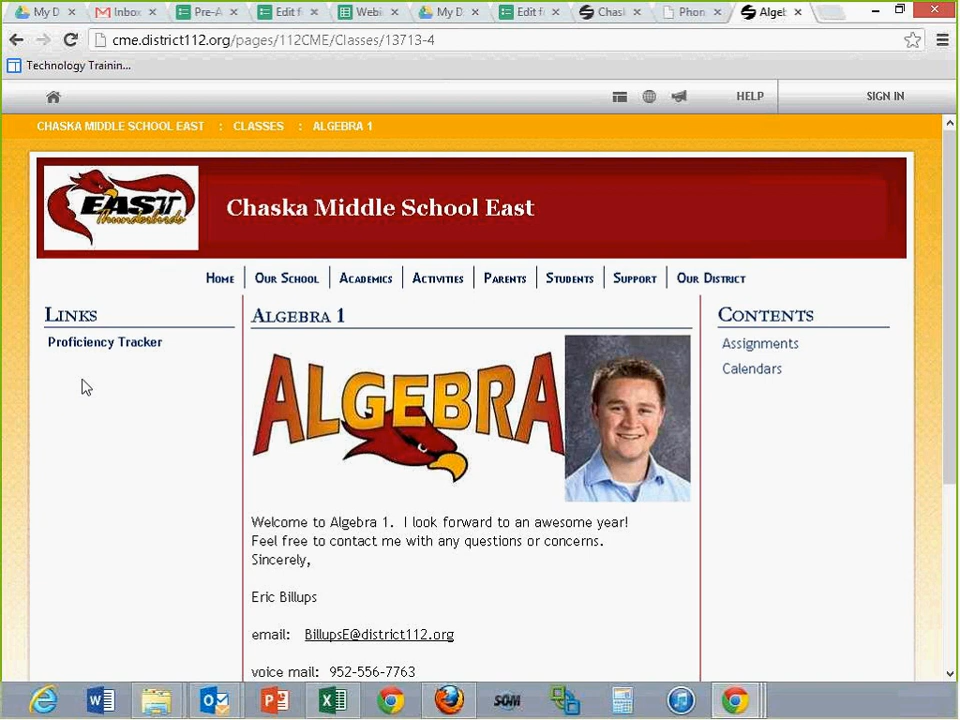 My D
Inbox
Pre-A
Edit f
Webi
My D
Edit f
Chas
Phon
Algel
cme.district112.org/pages/112CME/Classes/13713-4
Technology Trainin...
HELP
SIGN IN
CHASKA MIDDLE SCHOOL EAST : CLASSES : ALGEBRA 1
EAST
Thunderbirds
Chaska Middle School East
HOME
OUR SCHOOL
ACADEMICS
ACTIVITIES
PARENTS
STUDENTS
SUPPORT
OUR DISTRICT
LINKS
Proficiency Tracker
ALGEBRA 1
ALGEBRA
Welcome to Algebra 1. I look forward to an awesome year!
Feel free to contact me with any questions or concerns.
Sincerely,
Eric Billups
email: BillupsE@district112.org
voice mail: 952-556-7763
CONTENTS
Assignments
Calendars
SOM